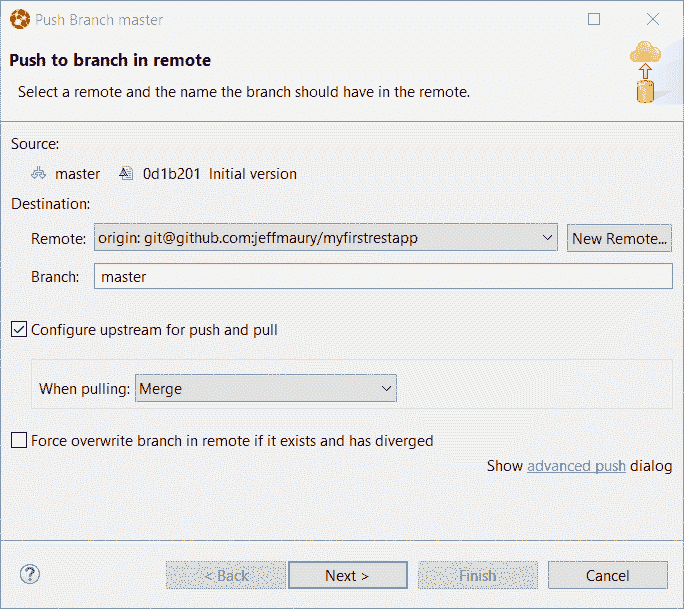 Push Branch master
Push to branch in remote
Select a remote and the name the branch should have in the remote.
Source:
master 0d1b201 Initial version
Destination:
Remote: origin: git@github.com:jeffmaury/myfirstrestapp New Remote...
Branch: master
Configure upstream for push and pull
When pulling: Merge
Force overwrite branch in remote if it exists and has diverged
Show advanced push dialog
? < Back Next > Finish Cancel